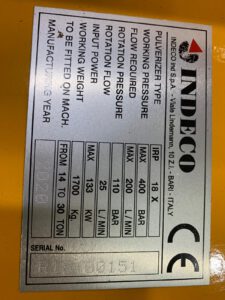 INDECO
INDECO ind S.p.A. - Viale Lindemann, 10 Z.I. - BARI - ITALY
CE
PULVERIZER TYPE IRP 18 X
WORKING PRESSURE MAX 400 BAR
FLOW REQUIRED MAX 200 L/MIN
ROTATION PRESSURE 110 BAR
ROTATION FLOW 25 L/MIN
INPUT POWER MAX 133 KW
WORKING WEIGHT 1700 Kg.
TO BE FITTED ON MACH. FROM 14 TO 30 TON
MANUFACTURING YEAR
SERIAL No.